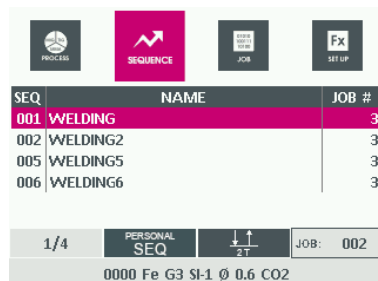 PROCESS SEQUENCE JOB Fx SET UP
SEQ NAME JOB #
001 WELDING 3
002 WELDING2 3
005 WELDING5 3
006 WELDING6 3
PERSONAL
1/4 SEQ 2T JOB: 002
0000 Fe G3 SI-1 Ø 0.6 CO2